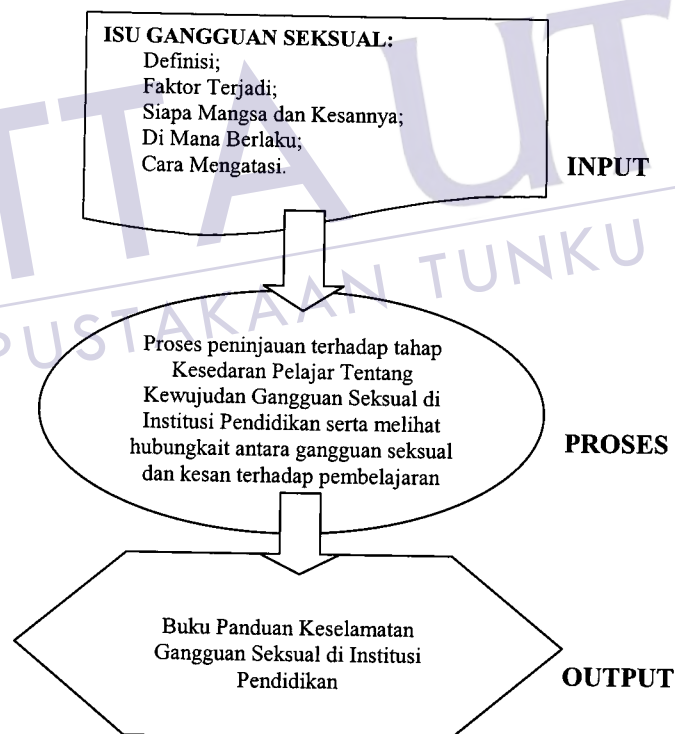 ISU GANGGUAN SEKSUAL:
Definisi;
Faktor Terjadi;
Siapa Mangsa dan Kesannya;
Di Mana Berlaku;
Cara Mengatasi.
INPUT
PUSTAKAAN TUNKU
Proses peninjauan terhadap tahap
Kesedaran Pelajar Tentang
Kewujudan Gangguan Seksual di
Institusi Pendidikan serta melihat
hubungkait antara gangguan seksual
dan kesan terhadap pembelajaran
PROSES
Buku Panduan Keselamatan
Gangguan Seksual di Institusi
Pendidikan
OUTPUT